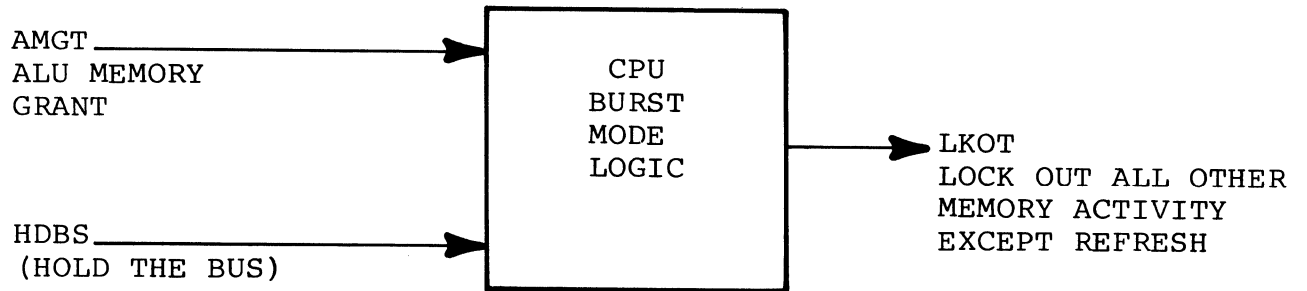 AMGT
ALU MEMORY
GRANT
HDBS
(HOLD THE BUS)
CPU
BURST
MODE
LOGIC
LKOT
LOCK OUT ALL OTHER
MEMORY ACTIVITY
EXCEPT REFRESH